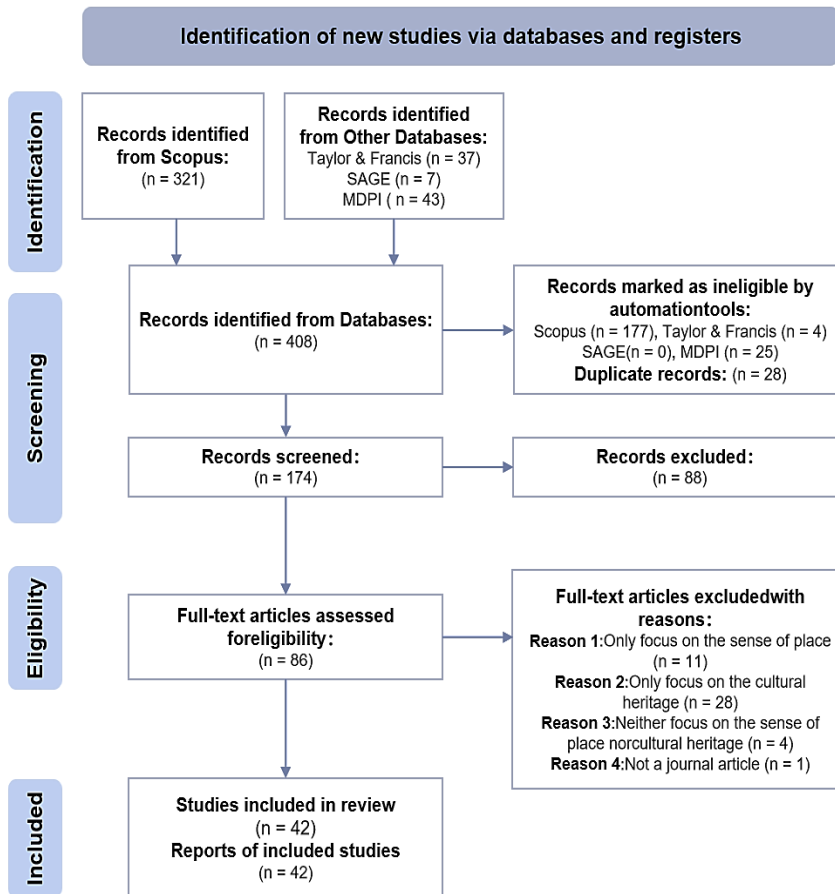 Identification of new studies via databases and registers
Identification
Records identified
from Scopus:
(n = 321)
Records identified
from Other Databases:
Taylor & Francis (n = 37)
SAGE (n = 7)
MDPI ( n = 43)
Screening
Records identified from Databases:
(n = 408)
Records marked as ineligible by
automationtools:
Scopus (n = 177), Taylor & Francis (n = 4)
SAGE(n = 0), MDPI (n = 25)
Duplicate records: (n = 28)
Records screened:
(n = 174)
Records excluded:
(n = 88)
Eligibility
Full-text articles assessed
foreligibility:
(n = 86)
Full-text articles excludedwith
reasons:
Reason 1:Only focus on the sense of place
(n = 11)
Reason 2:Only focus on the cultural
heritage (n = 28)
Reason 3:Neither focus on the sense of
place norcultural heritage (n = 4)
Reason 4:Not a journal article (n = 1)
Included
Studies included in review
(n = 42)
Reports of included studies
(n = 42)